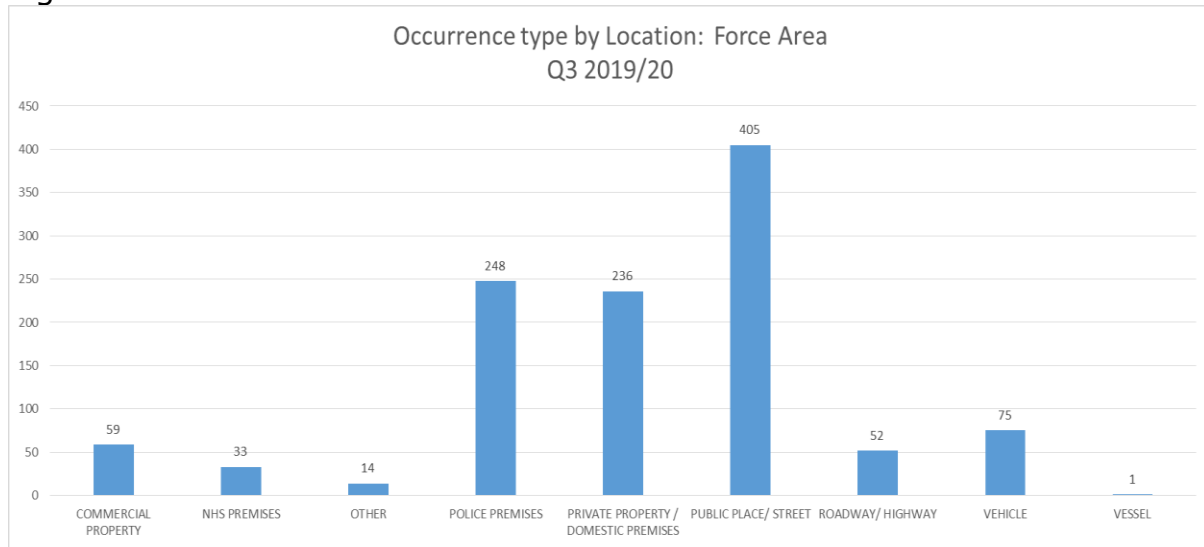 Occurrence type by Location: Force Area
Q3 2019/20
450
400
350
300
250
200
150
100
50
0
59
33
14
248
236
405
52
75
1
COMMERCIAL
PROPERTY
NHS PREMISES
OTHER
POLICE PREMISES
PRIVATE PROPERTY /
DOMESTIC PREMISES
PUBLIC PLACE/ STREET
ROADWAY/ HIGHWAY
VEHICLE
VESSEL